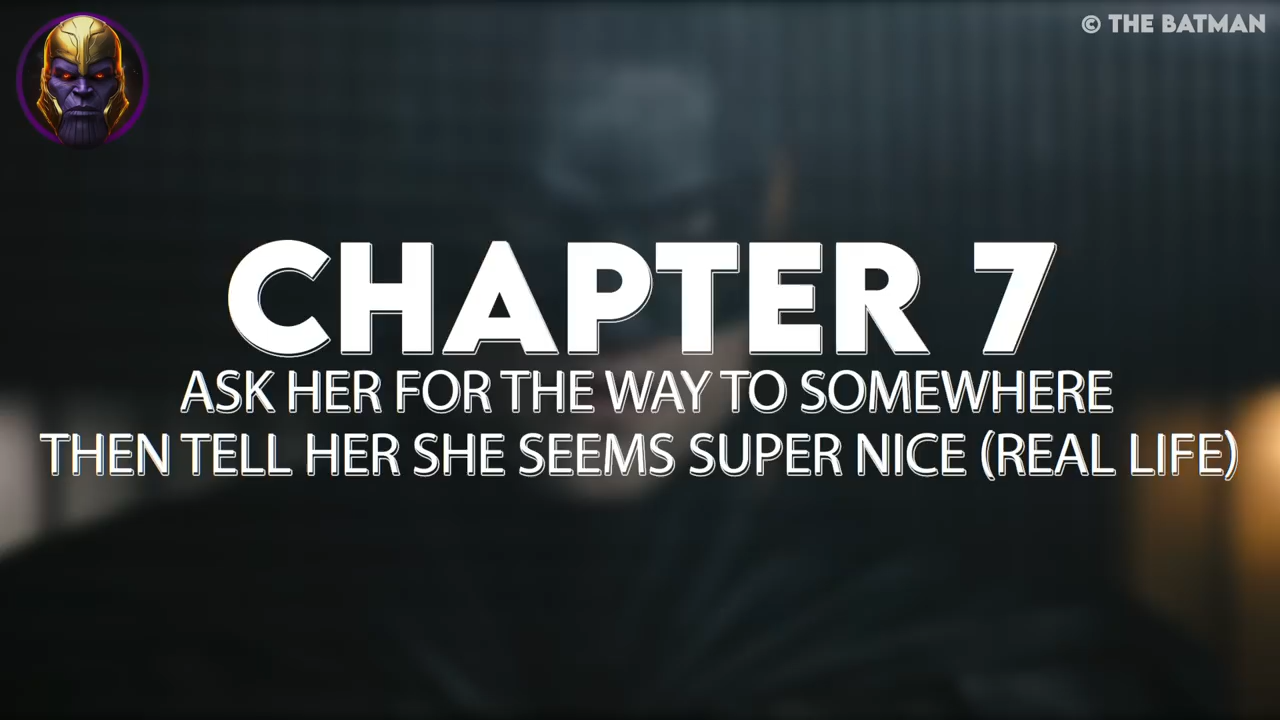 © THE BATMAN
CHAPTER 7
ASK HER FOR THE WAY TO SOMEWHERE
THEN TELL HER SHE SEEMS SUPER NICE (REAL LIFE)